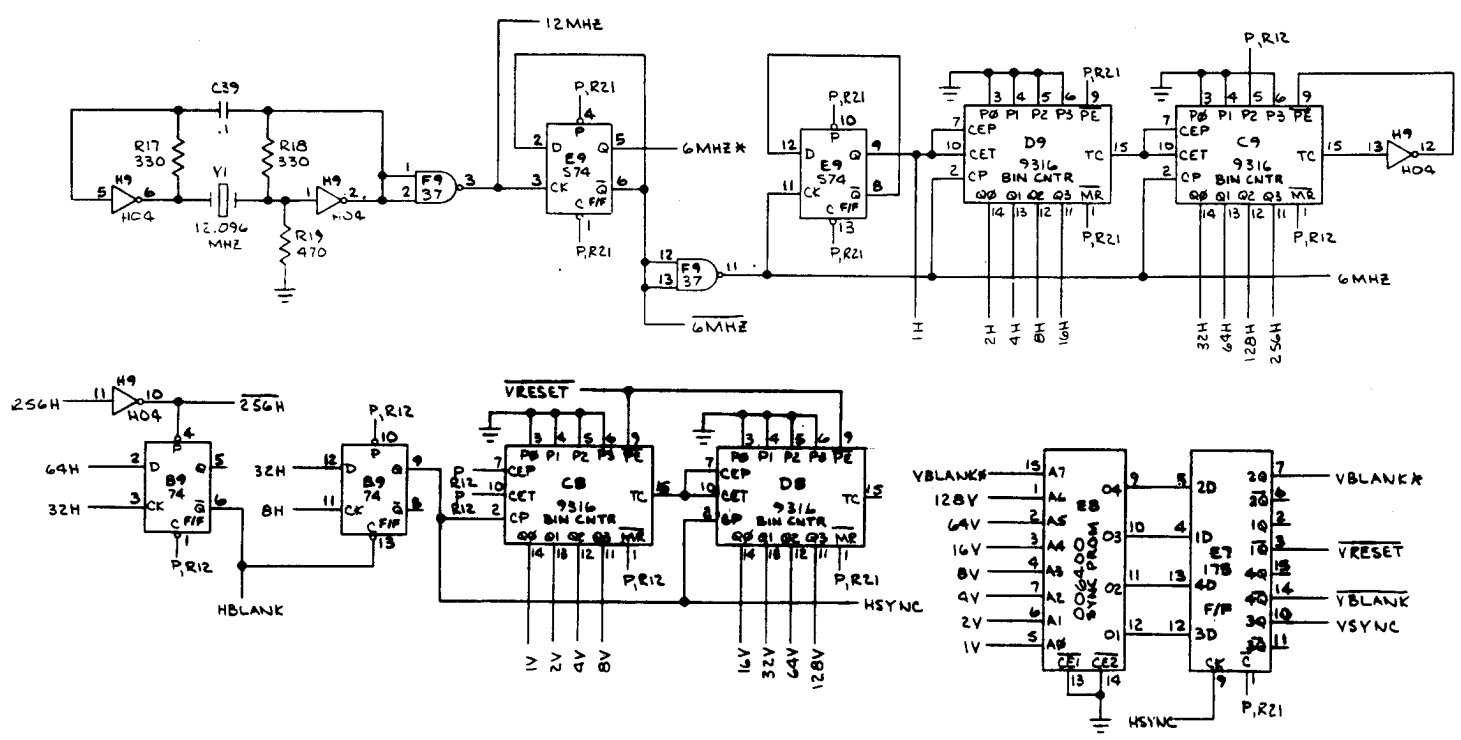 12MHZ
C39
.1
R17
330
R18
330
Y1
12.096
MHZ
R19
470
5 H9 6
H04
1 H9 2
H04
1
2
F9
37
3
P,R21
4
P
2 D Q 5
E9
S74
3 CK Q 6
C F/F
1
P,R21
6MHZ*
12
13
F9
37
11
6MHZ
P,R21
10
P
12 D Q 9
E9
S74
11 CK Q 8
C F/F
13
P,R21
P,R21
3 4 5 6 9
P0 P1 P2 P3 PE
7 CEP
10 CET
2 CP
D9
9316
BIN CNTR
TC 15
Q0 Q1 Q2 Q3 MR
14 13 12 11 1
P,R21
P,R12
3 4 5 6 9
P0 P1 P2 P3 PE
7 CEP
10 CET
2 CP
C9
9316
BIN CNTR
TC 15
Q0 Q1 Q2 Q3 MR
14 13 12 11 1
P,R12
13 H9 12
H04
6MHZ
1H
2H
4H
8H
16H
32H
64H
128H
256H
256H
11 H9 10
H04
256H
4
P
64H 2 D Q 5
B9
74
32H 3 CK Q 6
C F/F
1
P,R12
HBLANK
P,R12
10
P
32H 12 D Q 9
B9
74
8H 11 CK Q 8
C F/F
13
VRESET
3 4 5 6 9
P0 P1 P2 P3 PE
P 7 CEP
R12
P 10 CET
R12
2 CP
C8
9316
BIN CNTR
TC 15
Q0 Q1 Q2 Q3 MR
14 13 12 11 1
P,R12
1V
2V
4V
8V
3 4 5 6 9
P0 P1 P2 P3 PE
7 CEP
10 CET
2 CP
D8
9316
BIN CNTR
TC 15
Q0 Q1 Q2 Q3 MR
14 13 12 11 1
P,R21
HSYNC
16V
32V
64V
128V
VBLANK* 15 A7
128V 1 A6
64V 2 A5
16V 3 A4
8V 4 A3
4V 7 A2
2V 6 A1
1V 5 A0
E8
006400
SYNC PROM
O4 9
O3 10
O2 11
O1 12
CE1 CE2
13 14
5 2D
4 1D
13 4D
12 3D
E7
175
F/F
2Q 7 VBLANK*
2Q 6
1Q 2
1Q 3 VRESET
4Q 15
4Q 14 VBLANK
3Q 10 VSYNC
3Q 11
CK C
9 1
HSYNC
P,R21